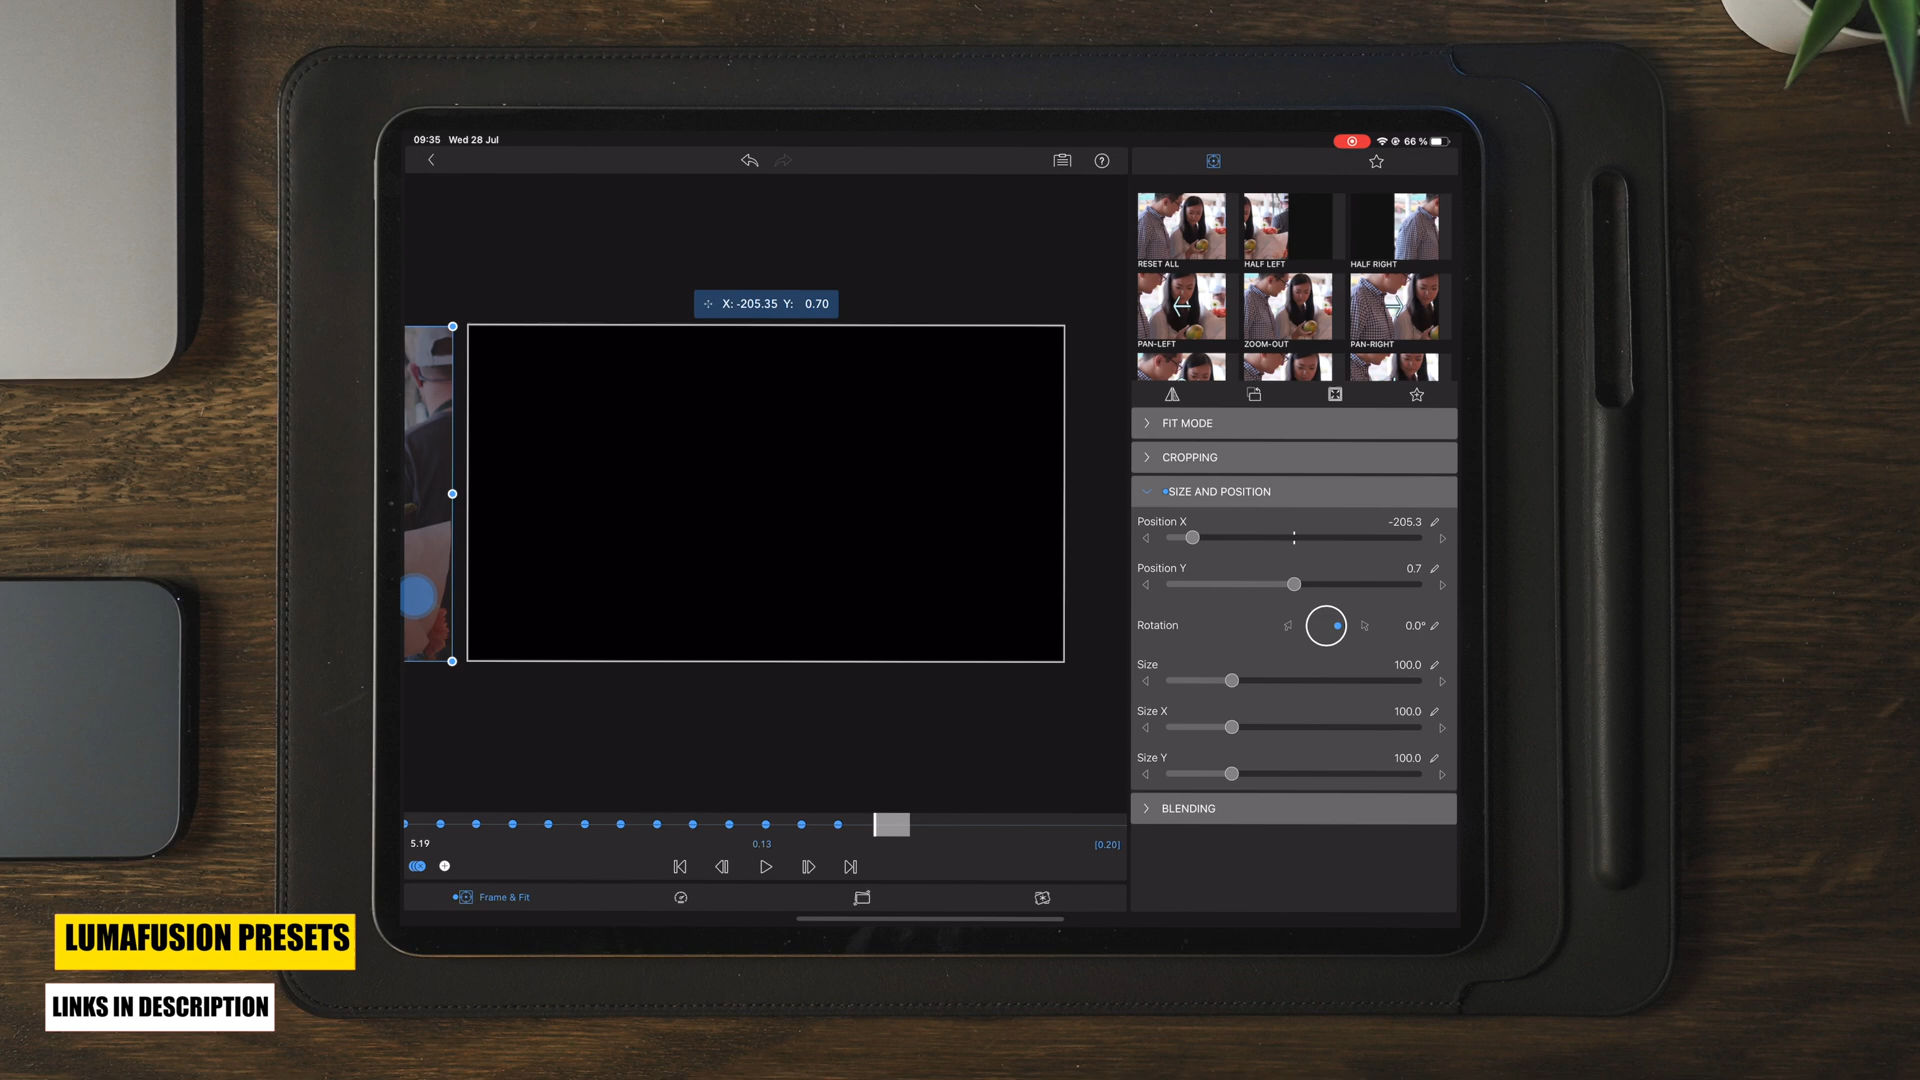 09:35 Wed 28 Jul
66 %
X: -205.35 Y: 0.70
RESET ALL
HALF LEFT
HALF RIGHT
PAN-LEFT
ZOOM-OUT
PAN-RIGHT
FIT MODE
CROPPING
SIZE AND POSITION
Position X -205.3
Position Y 0.7
Rotation 0.0°
Size 100.0
Size X 100.0
Size Y 100.0
BLENDING
5.19
0.13
[0.20]
Frame & Fit
LUMAFUSION PRESETS
LINKS IN DESCRIPTION